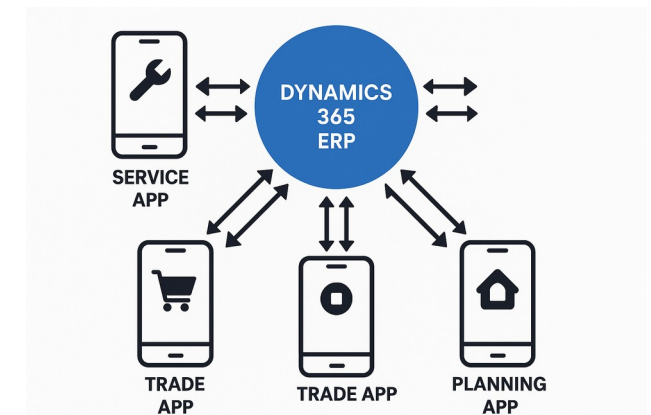 DYNAMICS
365
ERP
SERVICE
APP
TRADE
APP
TRADE APP
PLANNING
APP